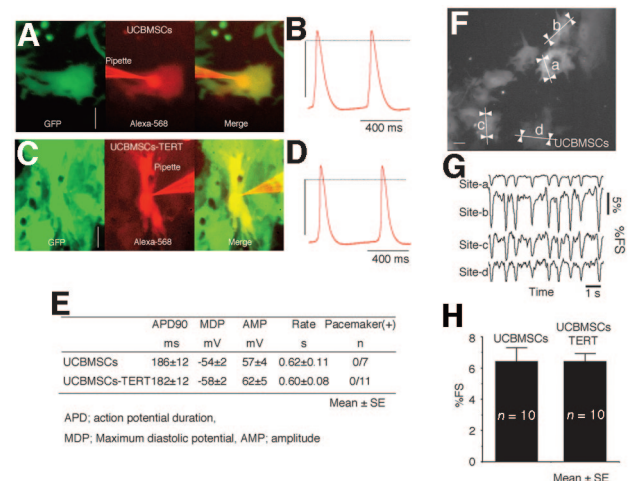 A
UCBMSCs
Pipette
GFP
Alexa-568
Merge
B
400 ms
C
UCBMSCs-TERT
Pipette
GFP
Alexa-568
Merge
D
400 ms
E
APD90 MDP AMP Rate Pacemaker(+)
ms mV mV s n
UCBMSCs 186±12 -54±2 57±4 0.62±0.11 0/7
UCBMSCs-TERT 182±12 -58±2 62±5 0.60±0.08 0/11
Mean ± SE
APD; action potential duration,
MDP; Maximum diastolic potential, AMP; amplitude
F
b
a
c
d
UCBMSCs
G
Site-a
Site-b
Site-c
Site-d
5%
%FS
Time
1 s
H
UCBMSCs
UCBMSCs
TERT
8
6
4
2
0
%FS
n = 10
n = 10
Mean ± SE